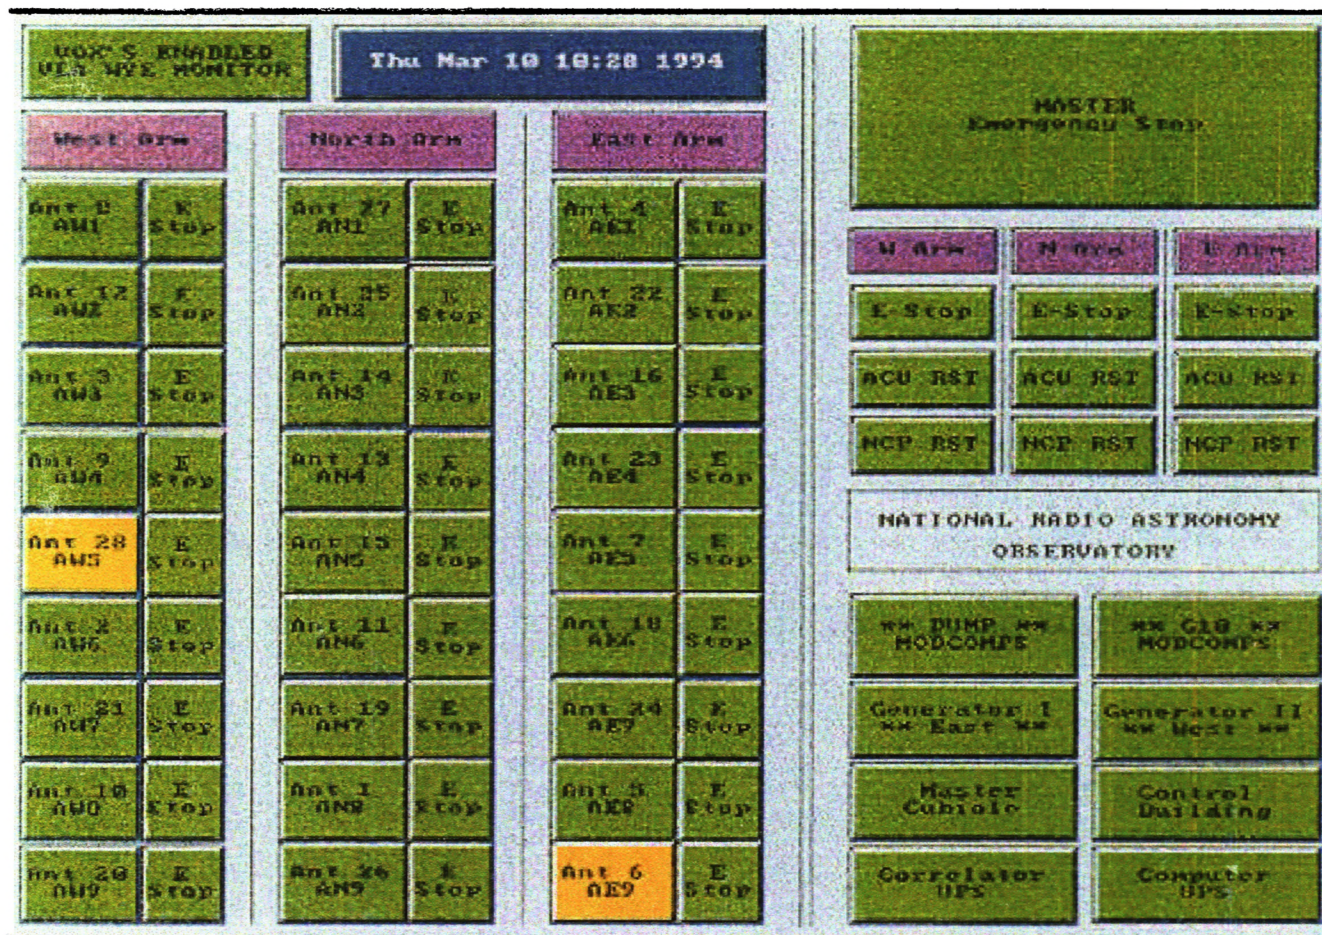 VOX'S ENABLED
VIA WYE MONITOR
Thu Mar 10 10:28 1994
West Arm
Ant 8
AW1
E
Stop
Ant 12
AW2
E
Stop
Ant 3
AW3
E
Stop
Ant 9
AW4
E
Stop
Ant 28
AW5
E
Stop
Ant 2
AW6
E
Stop
Ant 21
AW7
E
Stop
Ant 10
AW8
E
Stop
Ant 20
AW9
E
Stop
North Arm
Ant 27
AN1
E
Stop
Ant 25
AN2
E
Stop
Ant 14
AN3
E
Stop
Ant 13
AN4
E
Stop
Ant 15
AN5
E
Stop
Ant 11
AN6
E
Stop
Ant 19
AN7
E
Stop
Ant 1
AN8
E
Stop
Ant 26
AN9
E
Stop
East Arm
Ant 4
AE1
E
Stop
Ant 22
AE2
E
Stop
Ant 16
AE3
E
Stop
Ant 23
AE4
E
Stop
Ant 7
AE5
E
Stop
Ant 18
AE6
E
Stop
Ant 24
AE7
E
Stop
Ant 5
AE8
E
Stop
Ant 6
AE9
E
Stop
MASTER
Emergency Stop
W Arm
N Arm
E Arm
E-Stop
E-Stop
E-Stop
ACU RST
ACU RST
ACU RST
MCP RST
MCP RST
MCP RST
NATIONAL RADIO ASTRONOMY
OBSERVATORY
** DUMP **
MODCOMPS
** G10 **
MODCOMPS
Generator I
** East **
Generator II
** West **
Master
Cubicle
Control
Building
Correlator
UPS
Computer
UPS